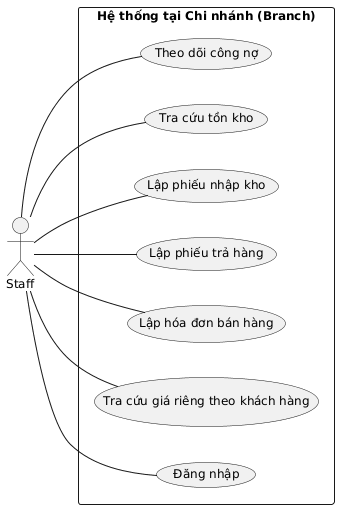 Hệ thống tại Chi nhánh (Branch)
Theo dõi công nợ
Tra cứu tồn kho
Lập phiếu nhập kho
Lập phiếu trả hàng
Staff
Lập hóa đơn bán hàng
Tra cứu giá riêng theo khách hàng
Đăng nhập